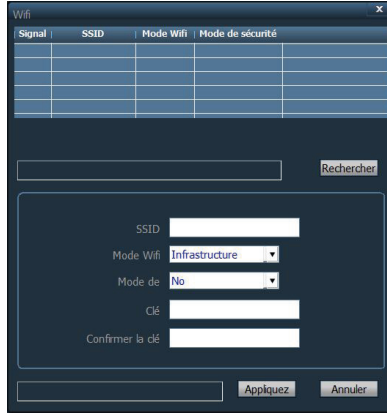 Wifi x
Signal SSID Mode Wifi Mode de sécurité
Rechercher
SSID
Mode Wifi Infrastructure
Mode de No
Clé
Confirmer la clé
Appliquez Annuler